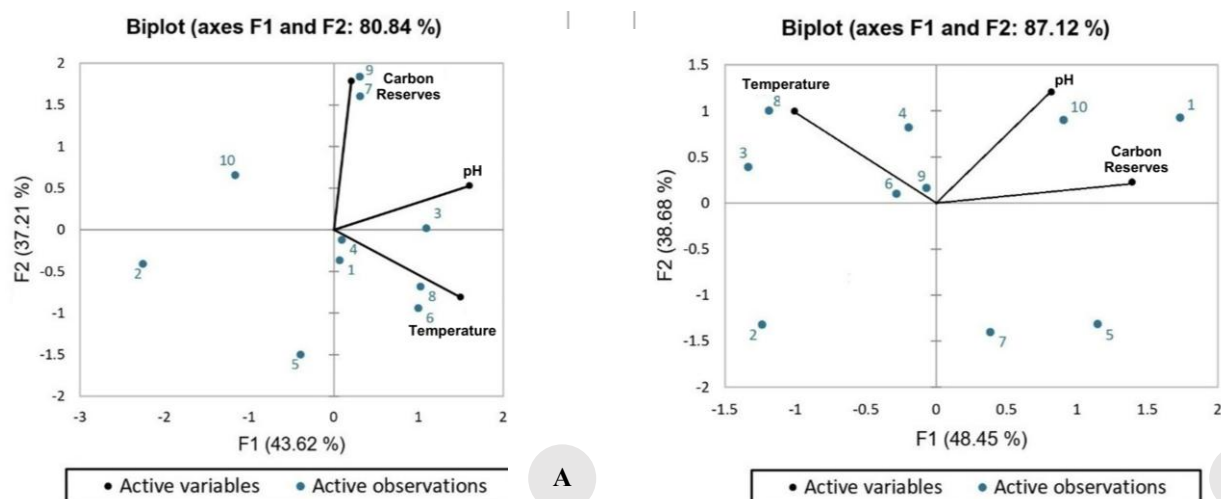 Biplot (axes F1 and F2: 80.84 %)
2
1.5
1
0.5
0
-0.5
-1
-1.5
-2
-3
-2
-1
0
1
2
F2 (37.21 %)
F1 (43.62 %)
9
Carbon
Reserves
7
10
pH
3
4
1
2
8
6
Temperature
5
Active variables
Active observations
A
Biplot (axes F1 and F2: 87.12 %)
1.5
1
0.5
0
-0.5
-1
-1.5
-2
-1.5
-1
-0.5
0
0.5
1
1.5
2
F2 (38.68 %)
F1 (48.45 %)
Temperature
pH
8
4
10
1
3
Carbon
Reserves
6
9
2
7
5
Active variables
Active observations